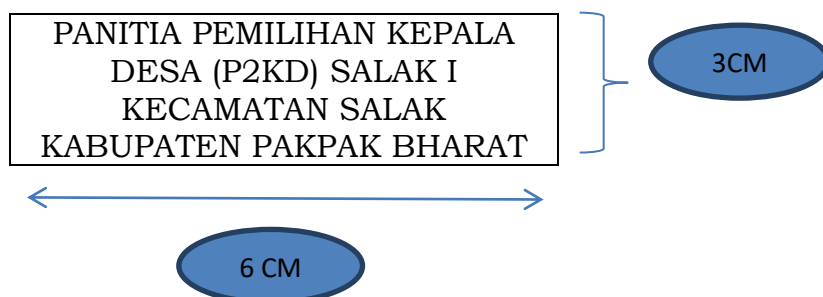 PANITIA PEMILIHAN KEPALA
DESA (P2KD) SALAK I
KECAMATAN SALAK
KABUPATEN PAKPAK BHARAT
3CM
6 CM